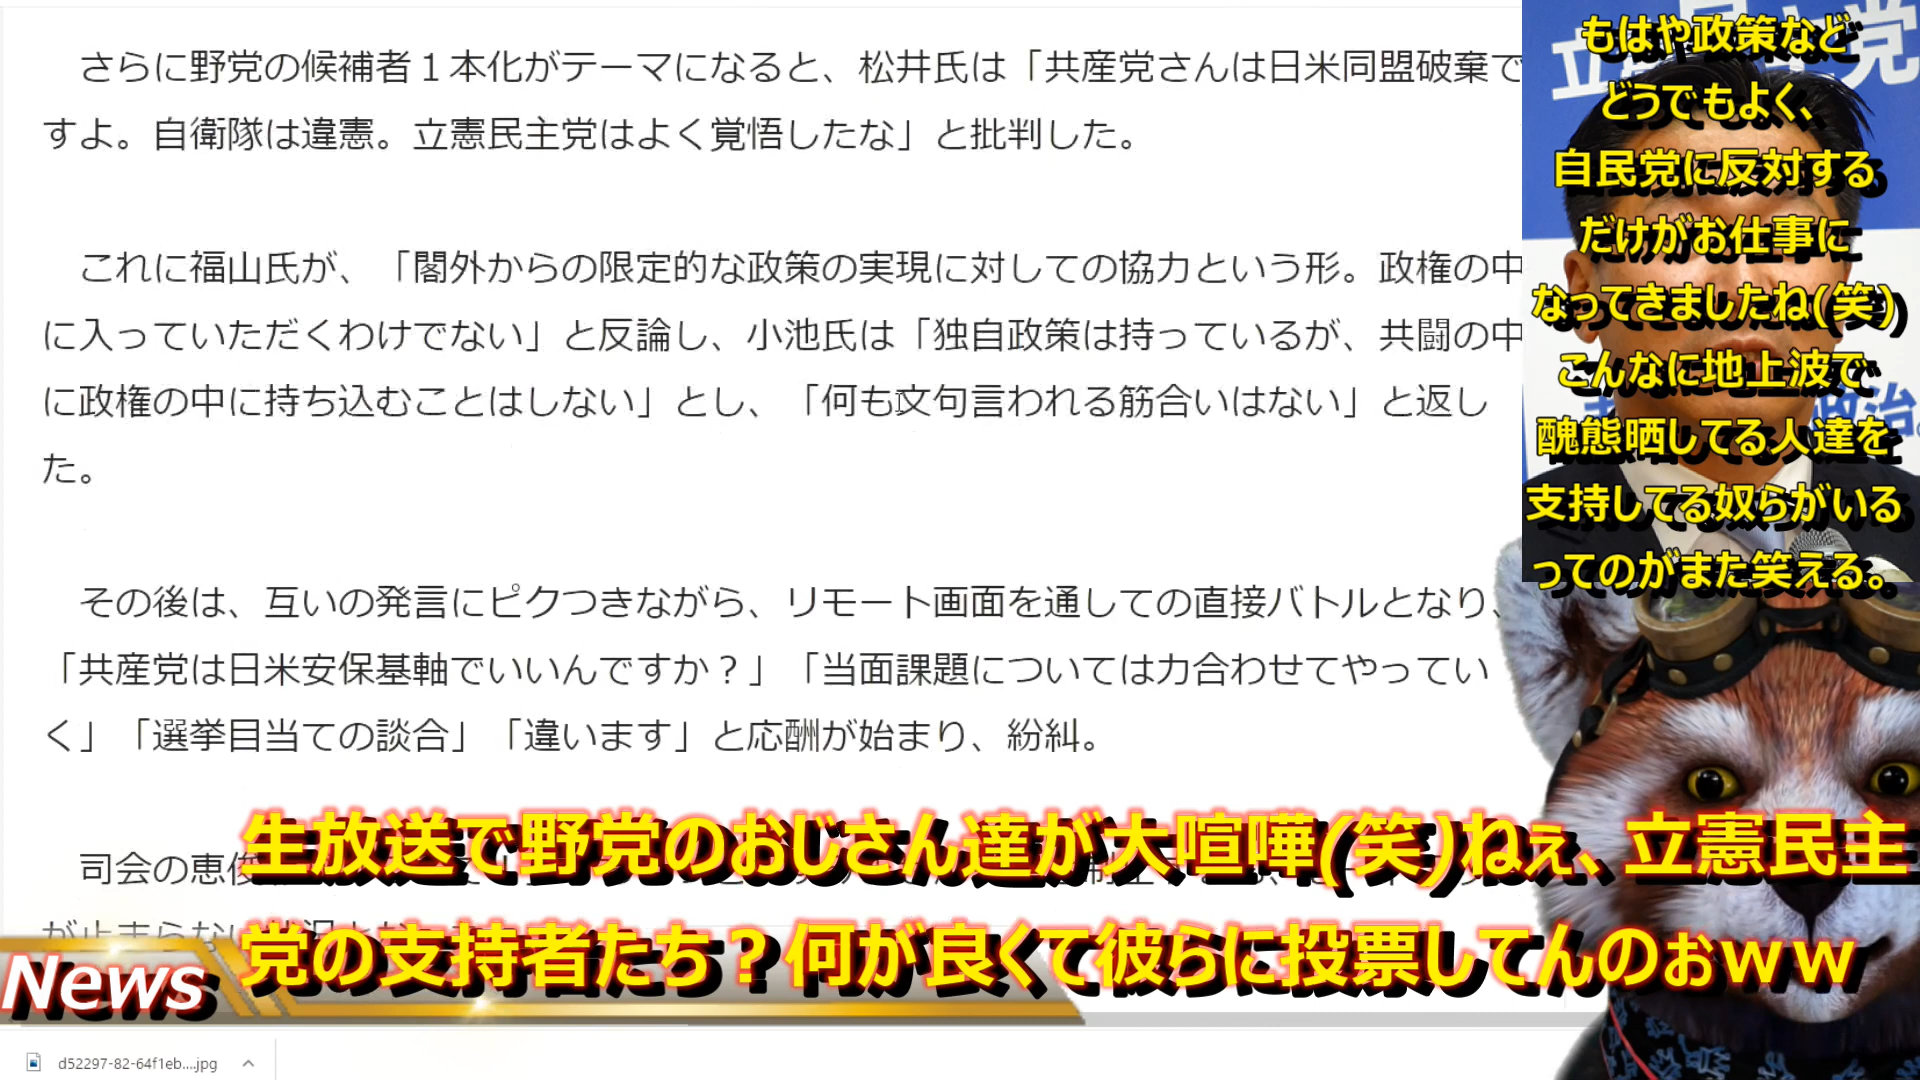 さらに野党の候補者１本化がテーマになると、松井氏は「共産党さんは日米同盟破棄で
すよ。自衛隊は違憲。立憲民主党はよく覚悟したな」と批判した。
これに福山氏が、「閣外からの限定的な政策の実現に対しての協力という形。政権の中
に入っていただくわけでない」と反論し、小池氏は「独自政策は持っているが、共闘の中
に政権の中に持ち込むことはしない」とし、「何も文句言われる筋合いはない」と返し
た。
その後は、互いの発言にピクつきながら、リモート画面を通しての直接バトルとなり、
「共産党は日米安保基軸でいいんですか？」「当面課題については力合わせてやってい
く」「選挙目当ての談合」「違います」と応酬が始まり、紛糾。
司会の恵俊
が止まらない状況とな
もはや政策など
どうでもよく、
自民党に反対する
だけがお仕事に
なってきましたね(笑)
こんなに地上波で
醜態晒してる人達を
支持してる奴らがいる
ってのがまた笑える。
生放送で野党のおじさん達が大喧嘩(笑)ねぇ、立憲民主
党の支持者たち？何が良くて彼らに投票してんのぉｗｗ
News
d52297-82-64f1eb....jpg